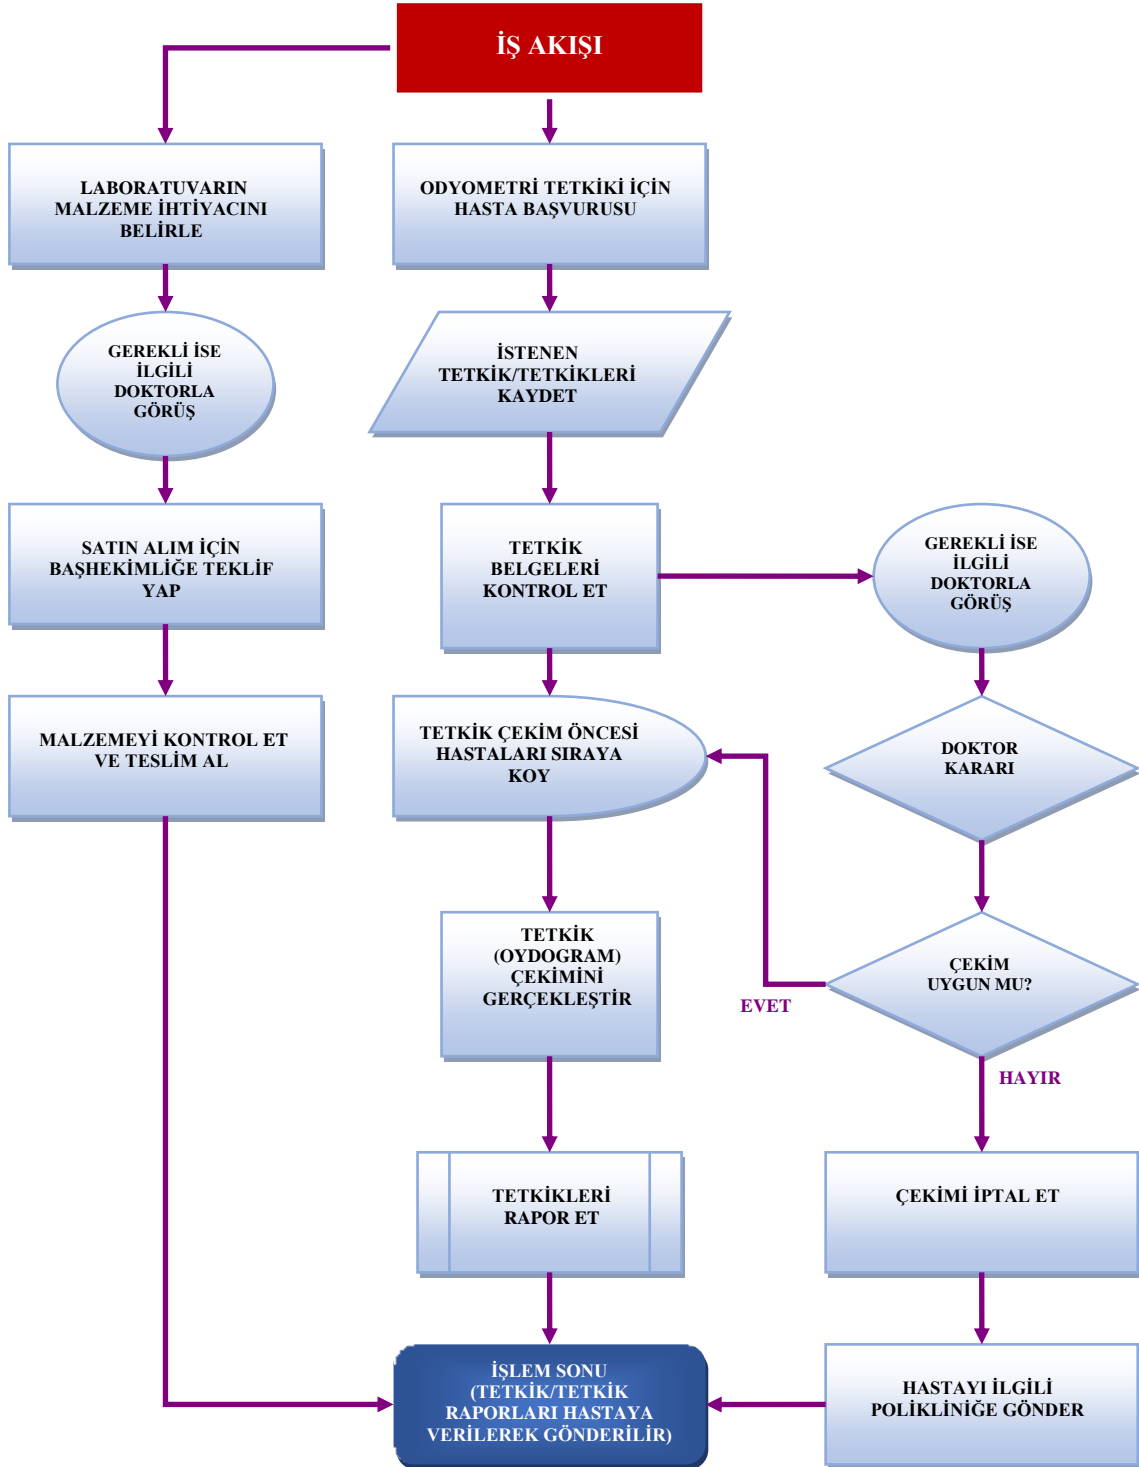 İŞ AKIŞI
LABORATUVARIN
MALZEME İHTİYACINI
BELİRLE
ODYOMETRİ TETKİKİ İÇİN
HASTA BAŞVURUSU
GEREKLİ İSE
İLGİLİ
DOKTORLA
GÖRÜŞ
İSTENEN
TETKİK/TETKİKLERİ
KAYDET
SATIN ALIM İÇİN
BAŞHEKİMLİĞE TEKLİF
YAP
TETKİK
BELGELERİ
KONTROL ET
GEREKLİ İSE
İLGİLİ
DOKTORLA
GÖRÜŞ
MALZEMEYİ KONTROL ET
VE TESLİM AL
TETKİK ÇEKİM ÖNCESİ
HASTALARI SIRAYA
KOY
DOKTOR
KARARI
TETKİK
(OYDOGRAM)
ÇEKİMİNİ
GERÇEKLEŞTİR
ÇEKİM
UYGUN MU?
EVET
HAYIR
TETKİKLERİ
RAPOR ET
ÇEKİMİ İPTAL ET
İŞLEM SONU
(TETKİK/TETKİK
RAPORLARI HASTAYA
VERİLEREK GÖNDERİLİR)
HASTAYI İLGİLİ
POLİKLİNİĞE GÖNDER